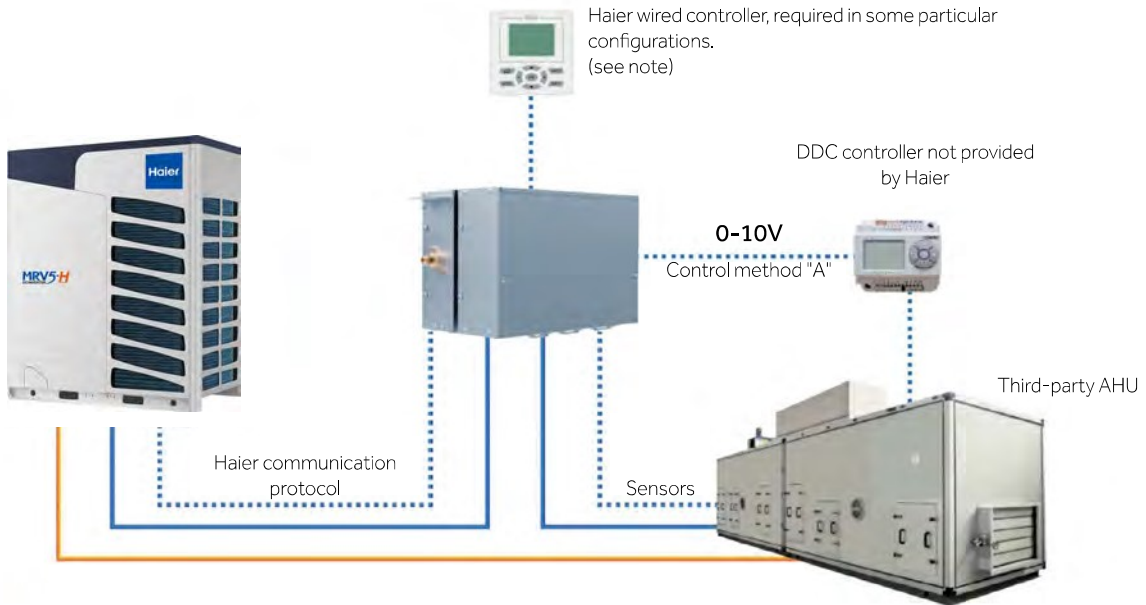 Haier wired controller, required in some particular
configurations.
(see note)
DDC controller not provided
by Haier
Haier
0-10V
Control method "A"
MRV5-H
Third-party AHU
Haier communication
protocol
Sensors